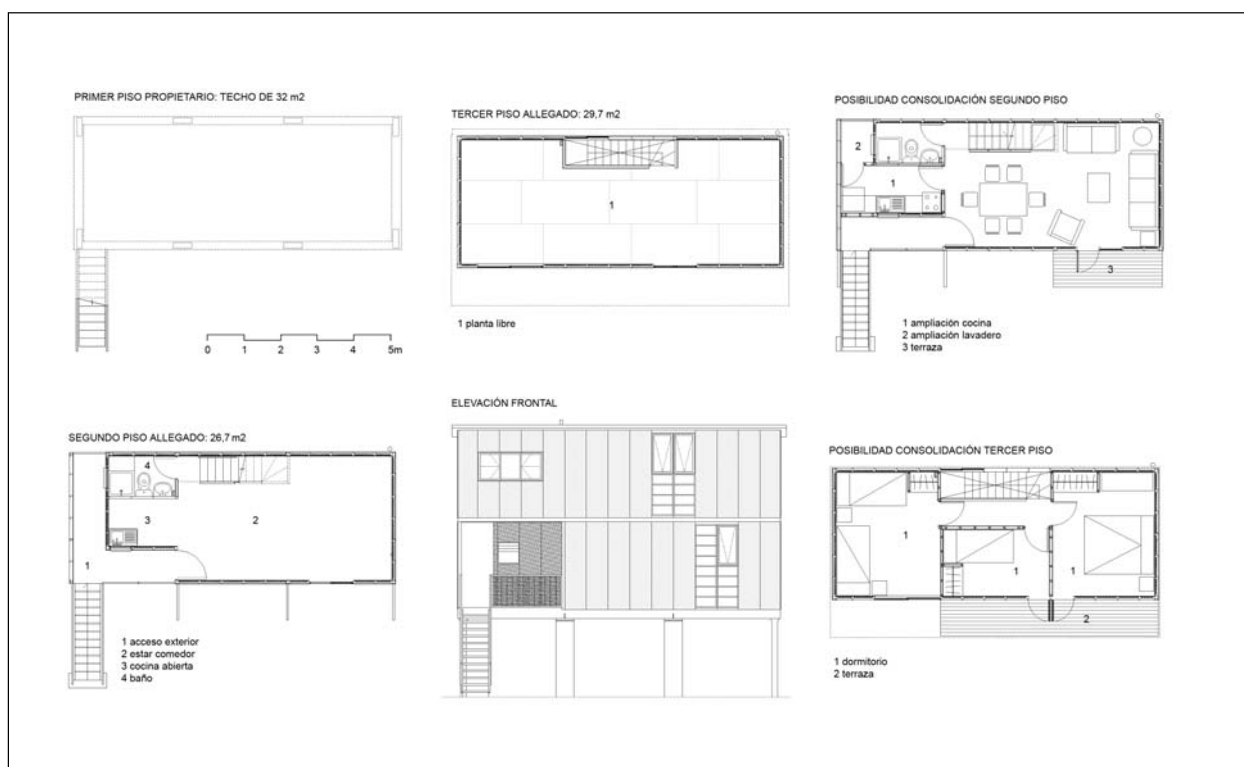 PRIMER PISO PROPIETARIO: TECHO DE 32 m2
0 1 2 3 4 5m
TERCER PISO ALLEGADO: 29,7 m2
1
1 planta libre
POSIBILIDAD CONSOLIDACIÓN SEGUNDO PISO
2
1
3
1 ampliación cocina
2 ampliación lavadero
3 terraza
SEGUNDO PISO ALLEGADO: 26,7 m2
4
3
2
1
1 acceso exterior
2 estar comedor
3 cocina abierta
4 baño
ELEVACIÓN FRONTAL
POSIBILIDAD CONSOLIDACIÓN TERCER PISO
1
1
1
2
1 dormitorio
2 terraza